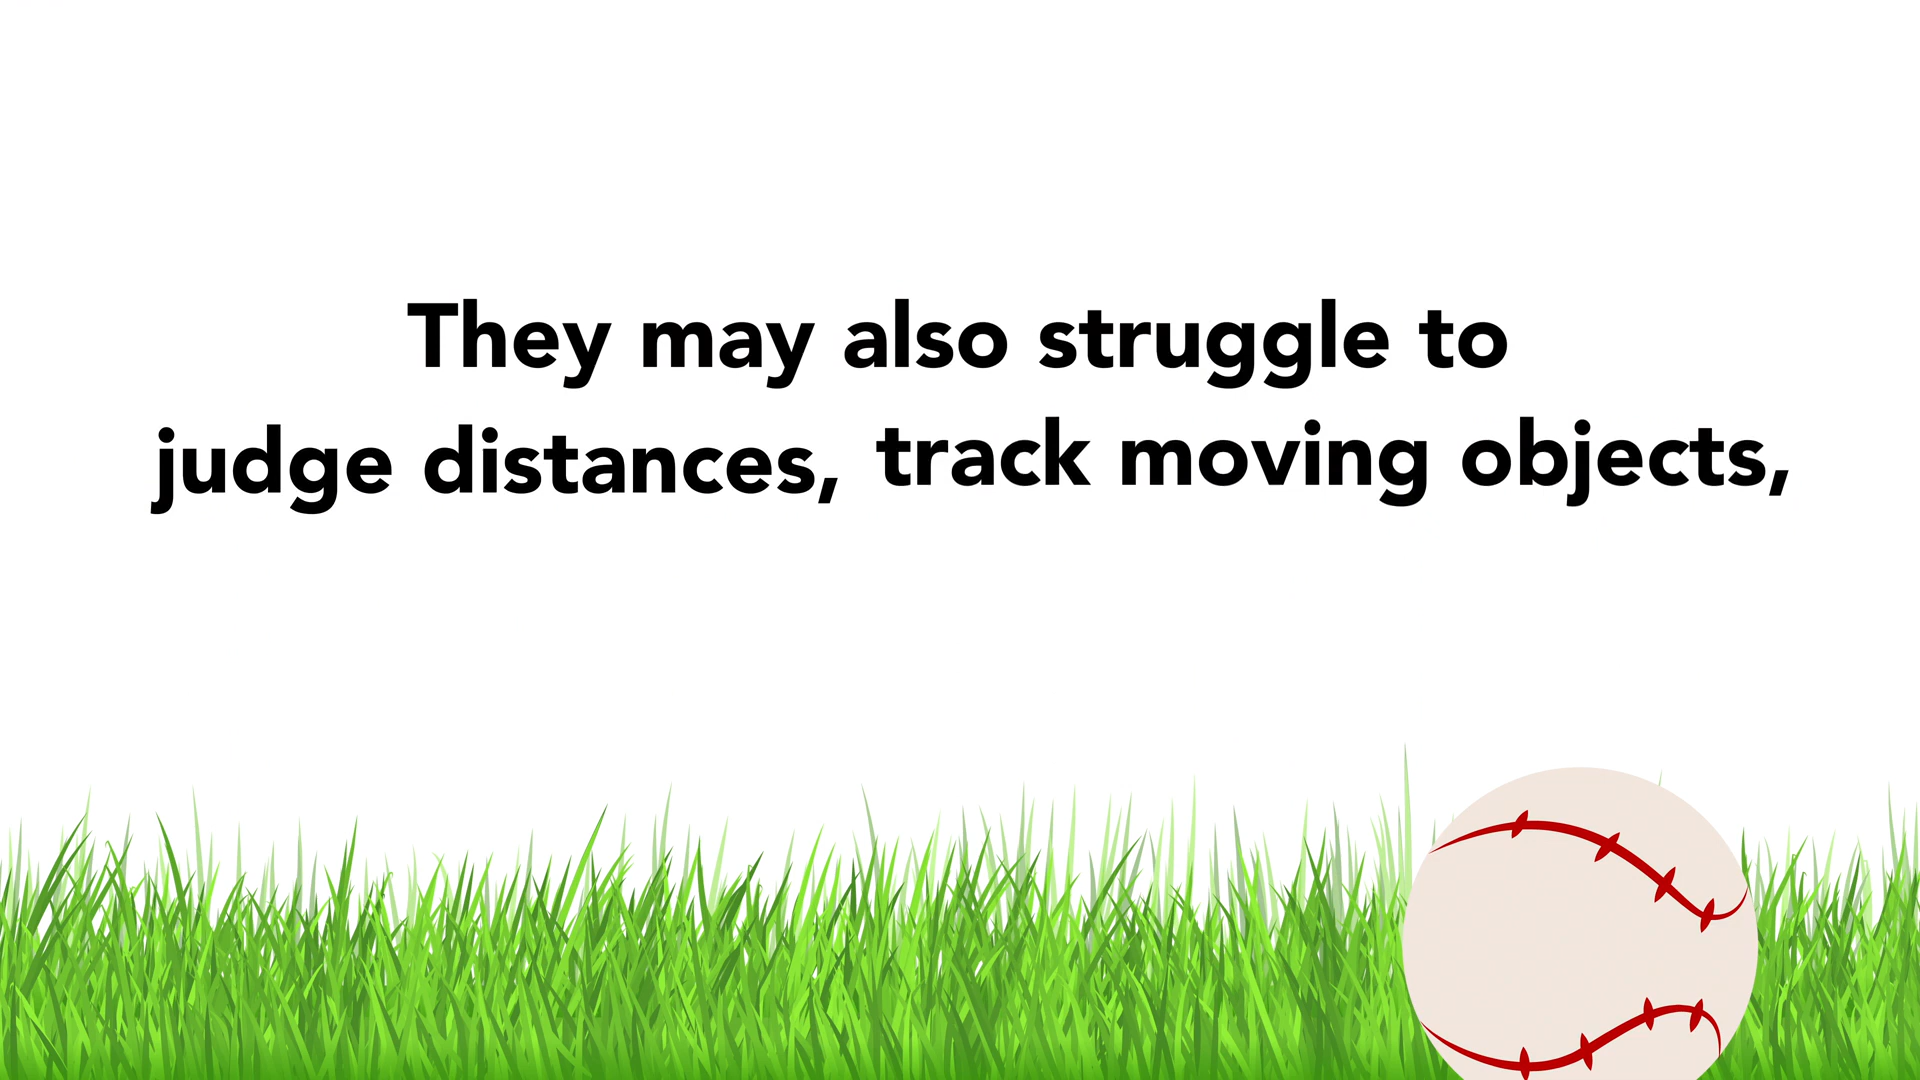 They may also struggle to
judge distances, track moving objects,